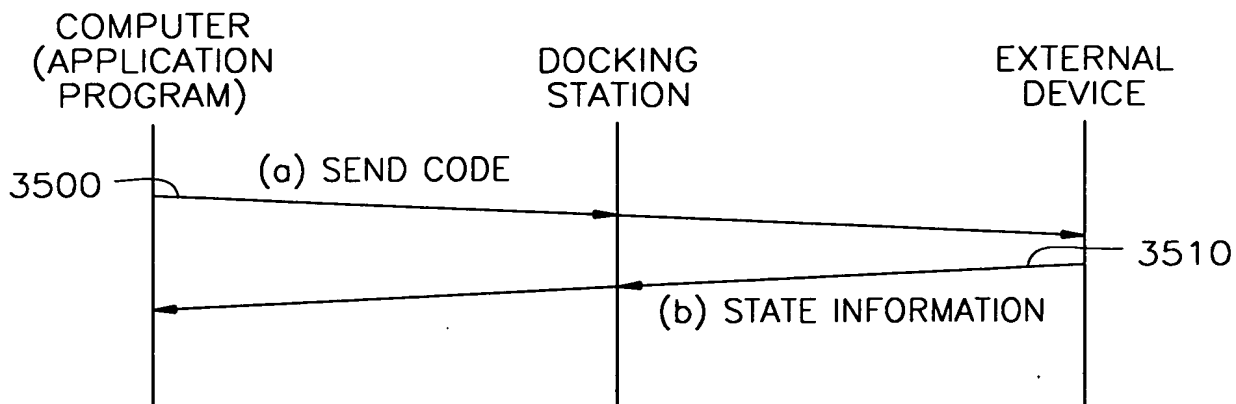 COMPUTER
(APPLICATION
PROGRAM)
DOCKING
STATION
EXTERNAL
DEVICE
(a) SEND CODE
3500
3510
(b) STATE INFORMATION